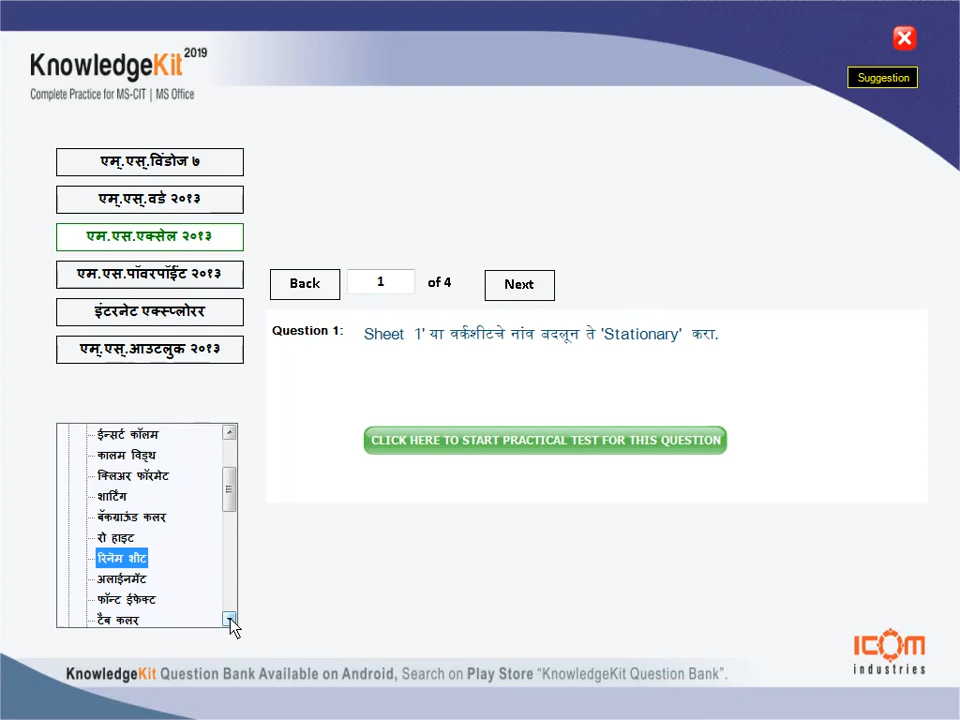 KnowledgeKit 2019
Complete Practice for MS-CIT | MS Office
Suggestion
एम्.एस्.विंडोज ७
एम्.एस्.वर्ड २०१३
एम.एस.एक्सेल २०१३
एम.एस.पॉवरपॉईंट २०१३
इंटरनेट एक्स्प्लोरर
एम्.एस्.आउटलुक २०१३
Back
1
of 4
Next
Question 1:
Sheet 1' या वर्कशीटचे नांव बदलून ते 'Stationary' करा.
CLICK HERE TO START PRACTICAL TEST FOR THIS QUESTION
ईन्सर्ट कॉलम
कालम विड्थ
क्लिअर फॉरमेट
शार्टिंग
बॅकग्राऊंड कलर
रो हाइट
रिनेम शीट
अलाईनमेंट
फॉन्ट ईफेक्ट
टैब कलर
ICOM
industries
KnowledgeKit Question Bank Available on Android, Search on Play Store “KnowledgeKit Question Bank”.